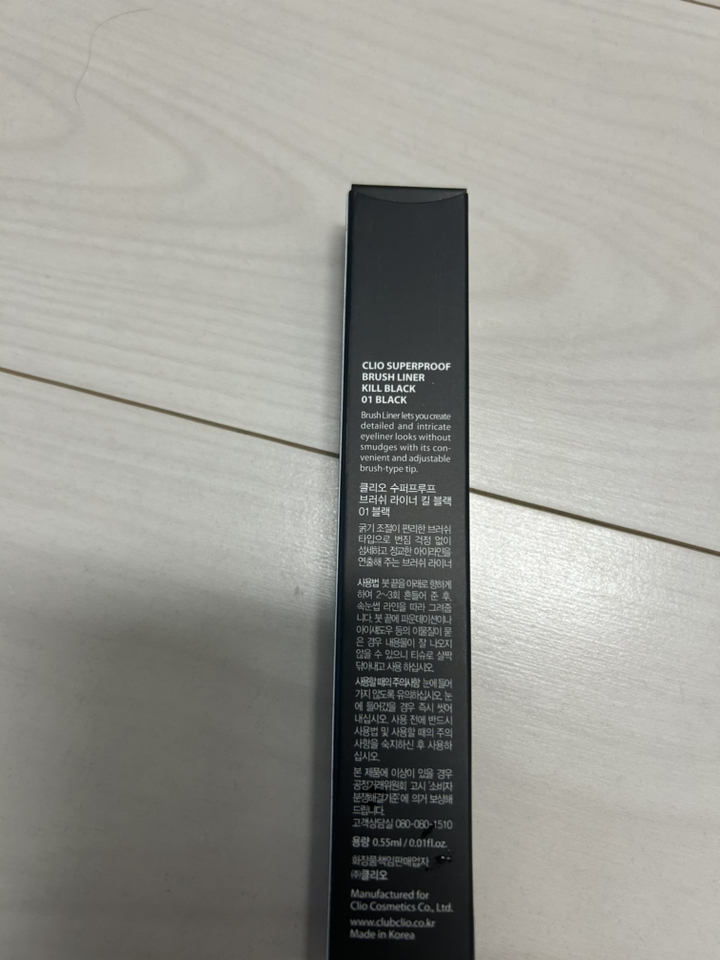 CLIO SUPERPROOF
BRUSH LINER
KILL BLACK
01 BLACK
Brush Liner lets you create
detailed and intricate
eyeliner looks without
smudges with its con-
venient and adjustable
brush-type tip.
클리오 수퍼프루프
브러쉬 라이너 킬 블랙
01 블랙
굵기 조절이 편리한 브러쉬
타입으로 번짐 걱정 없이
섬세하고 정교한 아이라인을
연출해 주는 브러쉬 라이너
사용법 붓 끝을 아래로 향하게
하여 2~3회 흔들어 준 후,
속눈썹 라인을 따라 그려줍
니다. 붓 끝에 파운데이션이나
아이섀도우 등의 이물질이 묻
은 경우 내용물이 잘 나오지
않을 수 있으니 티슈로 살짝
닦아내고 사용 하십시오.
사용할 때의 주의사항 눈에 들어
가지 않도록 유의하십시오. 눈
에 들어갔을 경우 즉시 씻어
내십시오. 사용 전에 반드시
사용법 및 사용할 때의 주의
사항을 숙지하신 후 사용하
십시오.
본 제품에 이상이 있을 경우
공정거래위원회 고시 '소비자
분쟁해결기준'에 의거 보상해
드립니다.
고객상담실 080-080-1510
용량 0.55ml / 0.01fl.oz.
화장품책임판매업자
㈜클리오
Manufactured for
Clio Cosmetics Co., Ltd.
www.clubclio.co.kr
Made in Korea